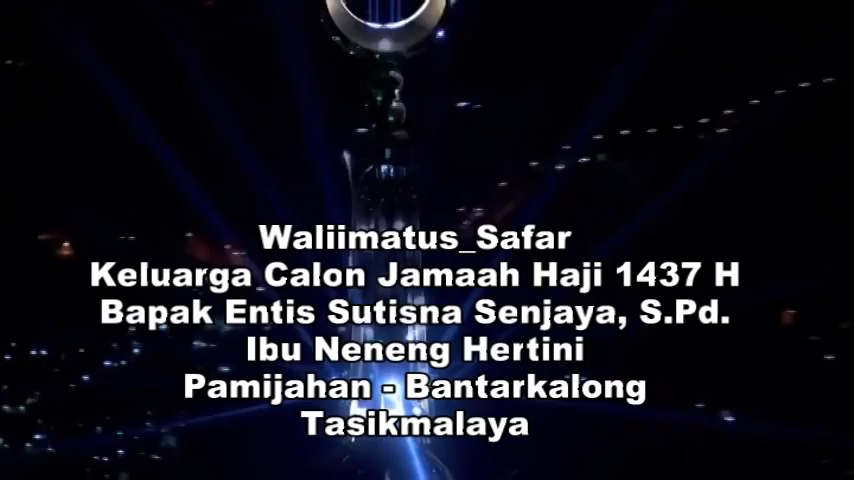 Waliimatus_Safar
Keluarga Calon Jamaah Haji 1437 H
Bapak Entis Sutisna Senjaya, S.Pd.
Ibu Neneng Hertini
Pamijahan - Bantarkalong
Tasikmalaya